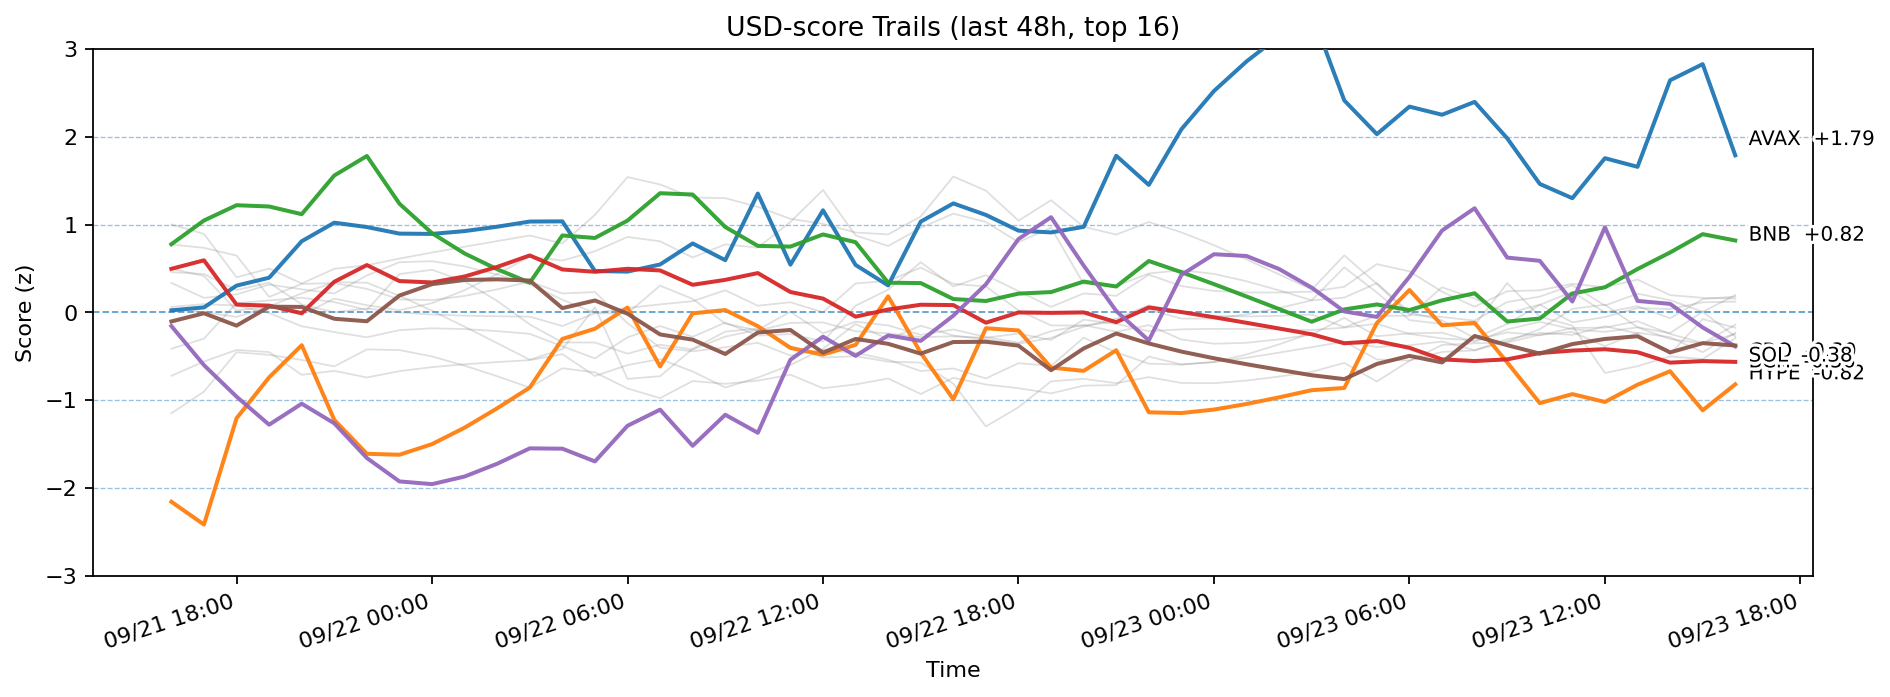 USD-score Trails (last 48h, top 16)
Score (z)
3
2
1
0
−1
−2
−3
AVAX +1.79
BNB +0.82
SOL -0.38
HYPE -0.82
09/21 18:00
09/22 00:00
09/22 06:00
09/22 12:00
09/22 18:00
09/23 00:00
09/23 06:00
09/23 12:00
09/23 18:00
Time